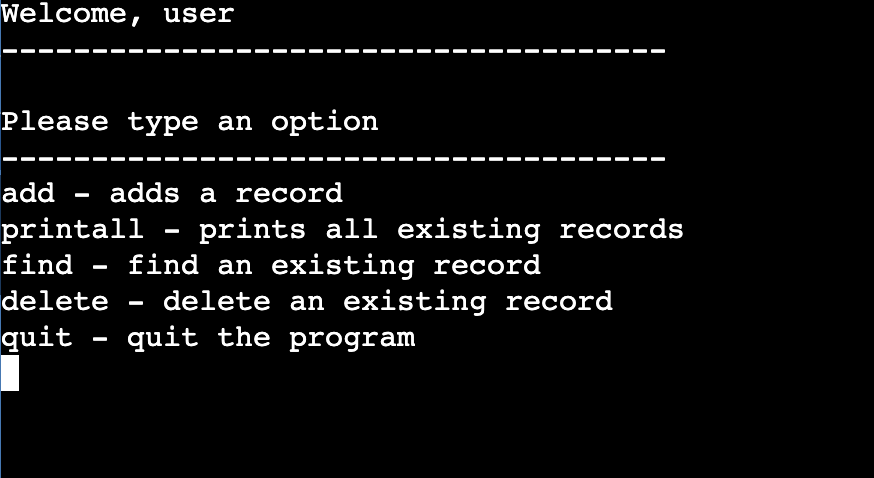 Welcome, user
-------------------------------------

Please type an option
-------------------------------------
add - adds a record
printall - prints all existing records
find - find an existing record
delete - delete an existing record
quit - quit the program